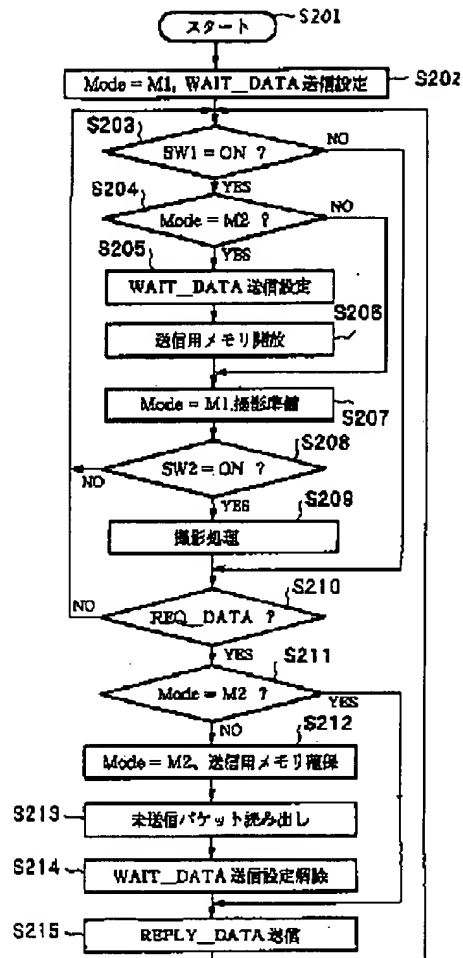 スタート
S201
Mode = M1, WAIT_DATA 送信設定
S202
S203
SW1 = ON ?
NO
YES
S204
Mode = M2 ?
NO
YES
S205
WAIT_DATA 送信設定
送信用メモリ開放
S206
Mode = M1,撮影準備
S207
S208
SW2 = ON ?
NO
YES
S209
撮影処理
S210
REQ_DATA ?
NO
YES
S211
Mode = M2 ?
YES
NO
S212
Mode = M2、送信用メモリ確保
S213
未送信パケット読み出し
S214
WAIT_DATA 送信設定解除
S215
REPLY_DATA 送信